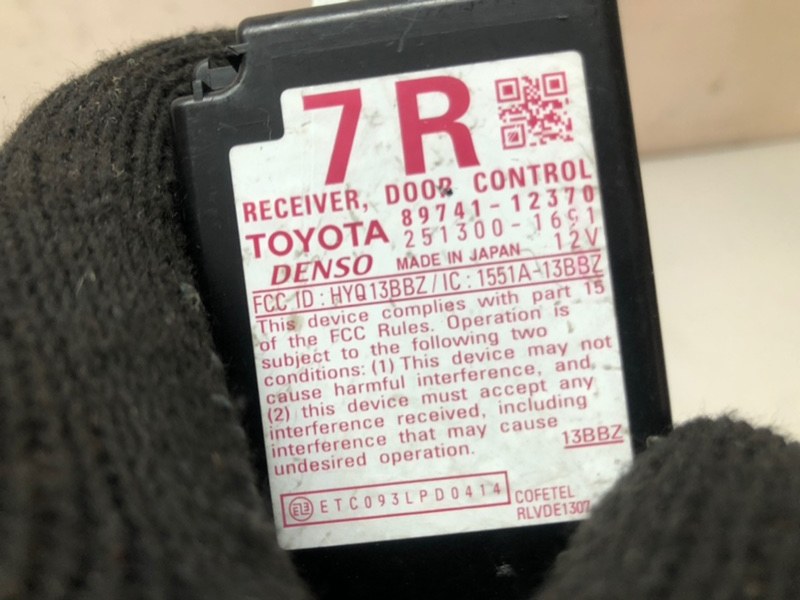 7R
RECEIVER, DOOR CONTROL
TOYOTA 89741-12370
251300-1691
DENSO MADE IN JAPAN 12V
FCC ID : HYQ13BBZ / IC : 1551A-13BBZ
This device complies with part 15
of the FCC Rules. Operation is
subject to the following two
conditions: (1) This device may not
cause harmful interference, and
(2) this device must accept any
interference received, including
interference that may cause
undesired operation.
13BBZ
E13 ETC093LPD0414
COFETEL
RLVDE1307